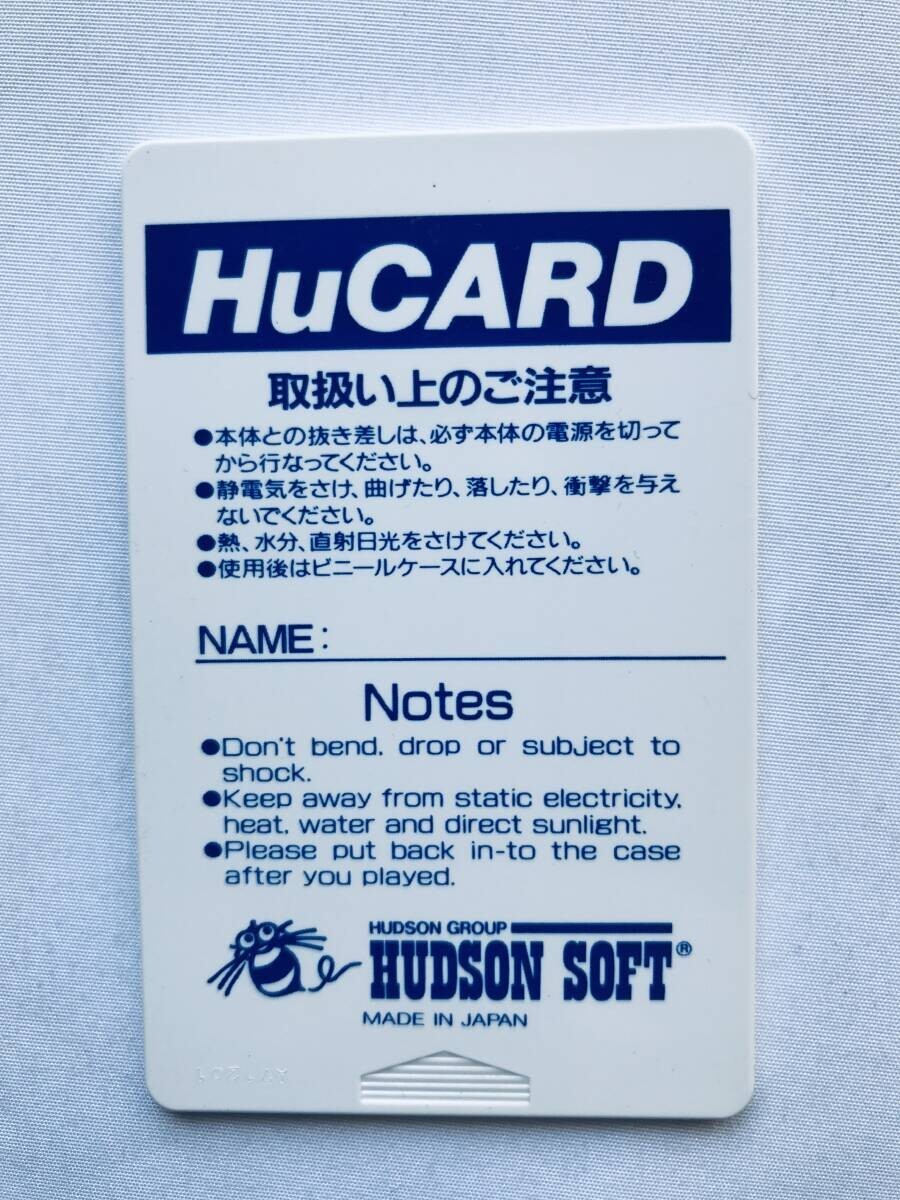 HuCARD
取扱い上のご注意
●本体との抜き差しは、必ず本体の電源を切って
から行なってください。
●静電気をさけ、曲げたり、落したり、衝撃を与え
ないでください。
●熱、水分、直射日光をさけてください。
●使用後はビニールケースに入れてください。
NAME:
Notes
●Don't bend, drop or subject to
shock.
●Keep away from static electricity,
heat, water and direct sunlight.
●Please put back in-to the case
after you played.
HUDSON GROUP
HUDSON SOFT®
MADE IN JAPAN